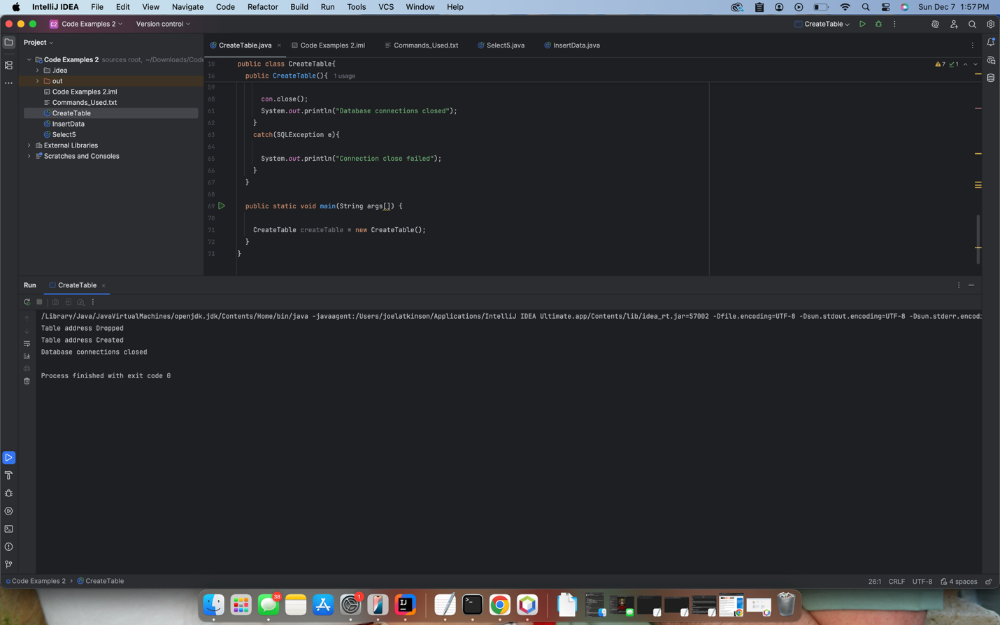 IntelliJ IDEA File Edit View Navigate Code Refactor Build Run Tools VCS Window Help Sun Dec 7 1:57 PM
C2 Code Examples 2 Version control CreateTable
Project
Code Examples 2 sources root, ~/Downloads/Code
.idea
out
Code Examples 2.iml
Commands_Used.txt
CreateTable
InsertData
Select5
External Libraries
Scratches and Consoles
CreateTable.java Code Examples 2.iml Commands_Used.txt Select5.java InsertData.java
10 public class CreateTable{ 7 1
16 public CreateTable(){ 1 usage
59
60 con.close();
61 System.out.println("Database connections closed");
62 }
63 catch(SQLException e){
64
65 System.out.println("Connection close failed");
66 }
67 }
68
69 public static void main(String args[]) {
70
71 CreateTable createTable = new CreateTable();
72 }
73 }
Run CreateTable
/Library/Java/JavaVirtualMachines/openjdk.jdk/Contents/Home/bin/java -javaagent:/Users/joelatkinson/Applications/IntelliJ IDEA Ultimate.app/Contents/lib/idea_rt.jar=57002 -Dfile.encoding=UTF-8 -Dsun.stdout.encoding=UTF-8 -Dsun.stderr.encodi
Table address Dropped
Table address Created
Database connections closed
Process finished with exit code 0
Code Examples 2 > CreateTable 26:1 CRLF UTF-8 4 spaces
38
1
IJ